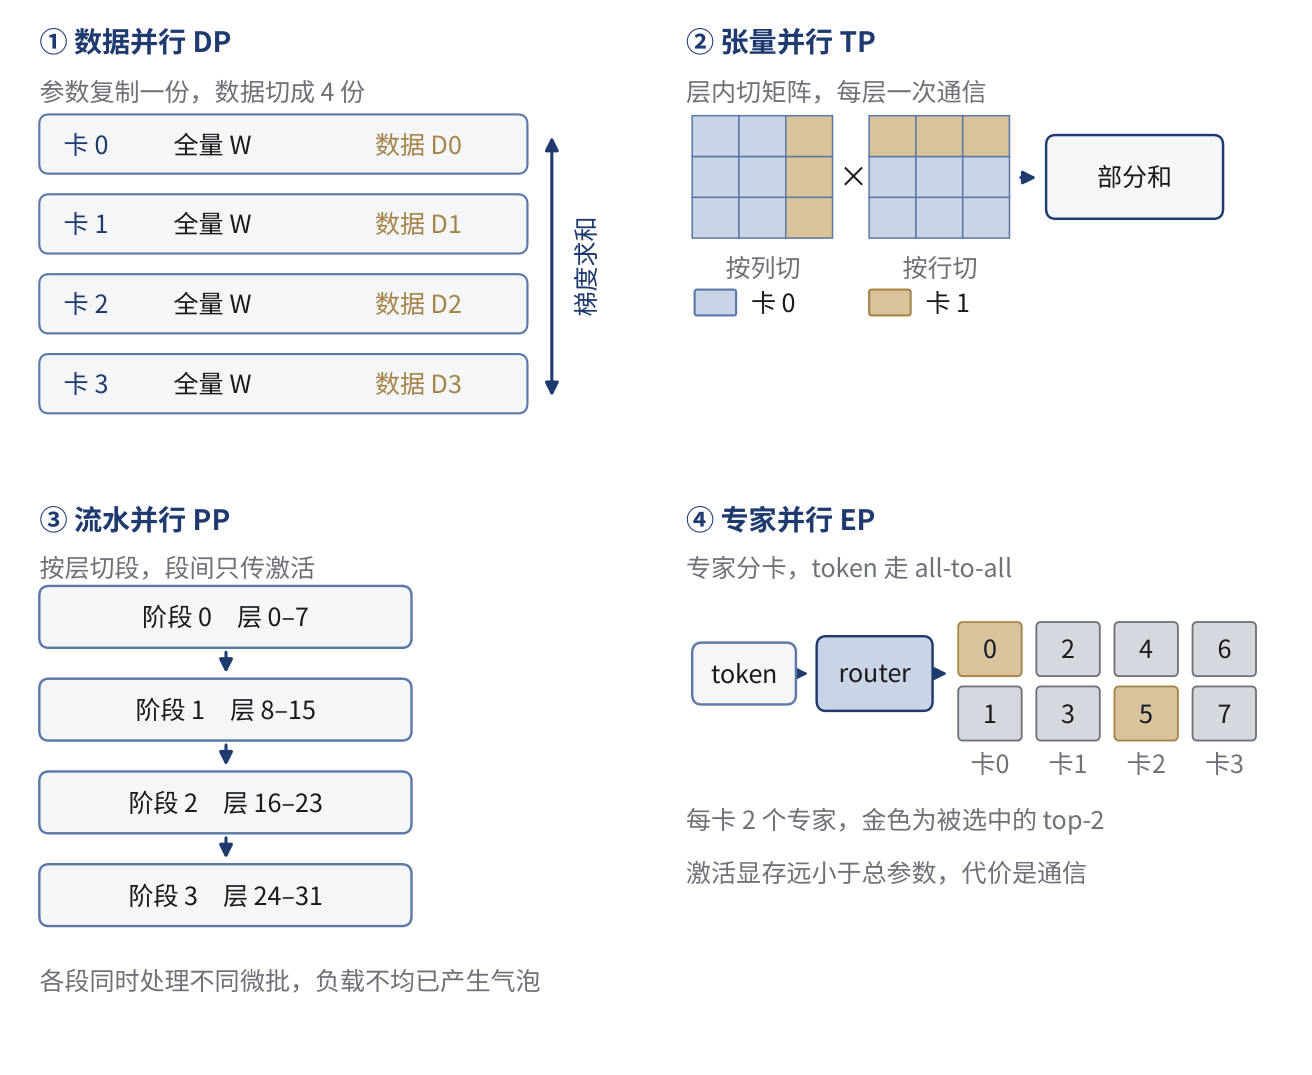 ① 数据并行 DP
参数复制一份，数据切成 4 份
卡 0 全量 W 数据 D0
卡 1 全量 W 数据 D1
卡 2 全量 W 数据 D2
卡 3 全量 W 数据 D3
梯度求和
② 张量并行 TP
层内切矩阵，每层一次通信
×
部分和
按列切 按行切
卡 0 卡 1
③ 流水并行 PP
按层切段，段间只传激活
阶段 0 层 0–7
阶段 1 层 8–15
阶段 2 层 16–23
阶段 3 层 24–31
各段同时处理不同微批，负载不均已产生气泡
④ 专家并行 EP
专家分卡，token 走 all-to-all
token router
0 2 4 6
1 3 5 7
卡0 卡1 卡2 卡3
每卡 2 个专家，金色为被选中的 top-2
激活显存远小于总参数，代价是通信